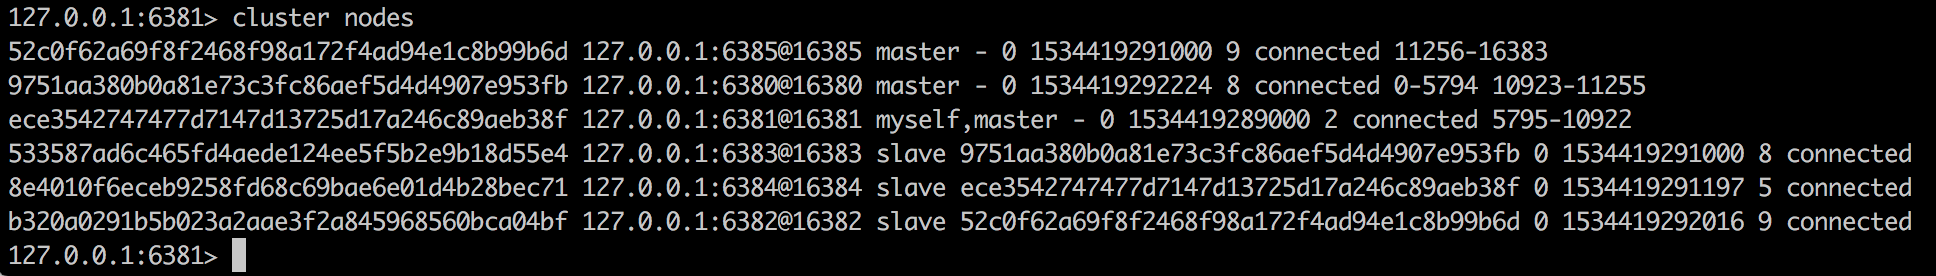 127.0.0.1:6381> cluster nodes
52c0f62a69f8f2468f98a172f4ad94e1c8b99b6d 127.0.0.1:6385@16385 master - 0 1534419291000 9 connected 11256-16383
9751aa380b0a81e73c3fc86aef5d4d4907e953fb 127.0.0.1:6380@16380 master - 0 1534419292224 8 connected 0-5794 10923-11255
ece3542747477d7147d13725d17a246c89aeb38f 127.0.0.1:6381@16381 myself,master - 0 1534419289000 2 connected 5795-10922
533587ad6c465fd4aede124ee5f5b2e9b18d55e4 127.0.0.1:6383@16383 slave 9751aa380b0a81e73c3fc86aef5d4d4907e953fb 0 1534419291000 8 connected
8e4010f6eceb9258fd68c69bae6e01d4b28bec71 127.0.0.1:6384@16384 slave ece3542747477d7147d13725d17a246c89aeb38f 0 1534419291197 5 connected
b320a0291b5b023a2aae3f2a845968560bca04bf 127.0.0.1:6382@16382 slave 52c0f62a69f8f2468f98a172f4ad94e1c8b99b6d 0 1534419292016 9 connected
127.0.0.1:6381>